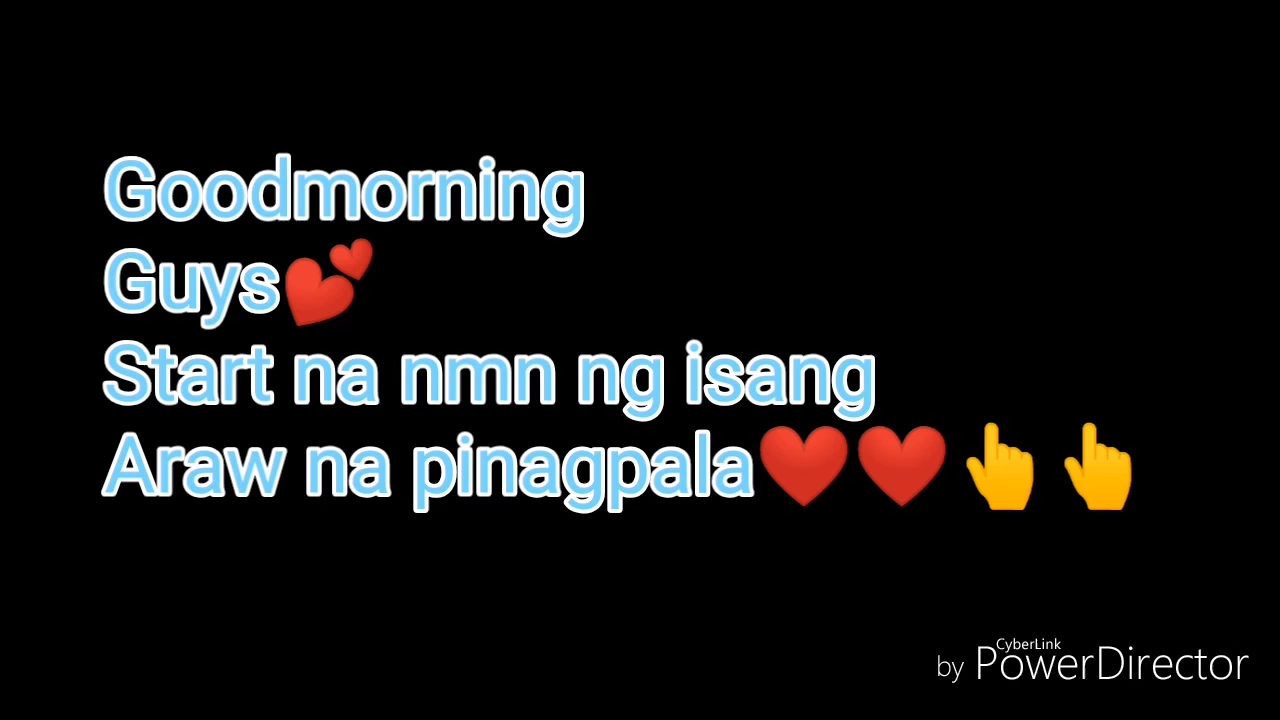 Goodmorning
Guys💕
Start na nmn ng isang
Araw na pinagpala❤️❤️👆👆
by CyberLink PowerDirector